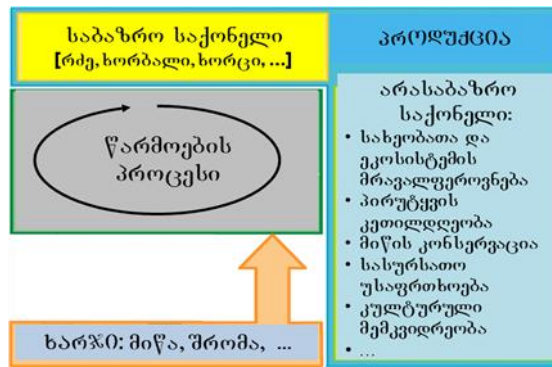 საბაზრო საქონელი
[რძე, ხორბალი, ხორცი, ...]
წარმოების
პროცესი
ხარჯი: მიწა, შრომა, ...
პროდუქცია
არასაბაზრო
საქონელი:
• სახეობათა და
ეკოსისტემის
მრავალფეროვნება
• პირუტყვის
კეთილდღეობა
• მიწის კონსერვაცია
• სასურსათო
უსაფრთხოება
• კულტურული
მემკვიდრეობა
• ...